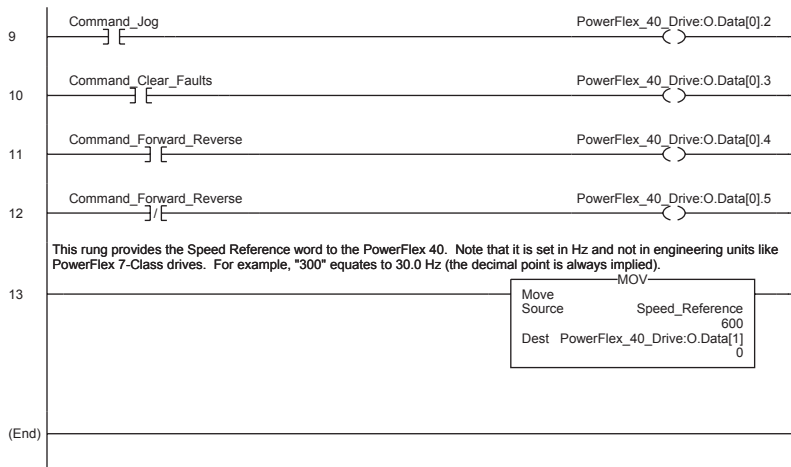 Command_Jog PowerFlex_40_Drive:O.Data[0].2
9
Command_Clear_Faults PowerFlex_40_Drive:O.Data[0].3
10
Command_Forward_Reverse PowerFlex_40_Drive:O.Data[0].4
11
Command_Forward_Reverse PowerFlex_40_Drive:O.Data[0].5
12 /
This rung provides the Speed Reference word to the PowerFlex 40. Note that it is set in Hz and not in engineering units like
PowerFlex 7-Class drives. For example, "300" equates to 30.0 Hz (the decimal point is always implied).
MOV
13
Move
Source Speed_Reference
600
Dest PowerFlex_40_Drive:O.Data[1]
0
(End)